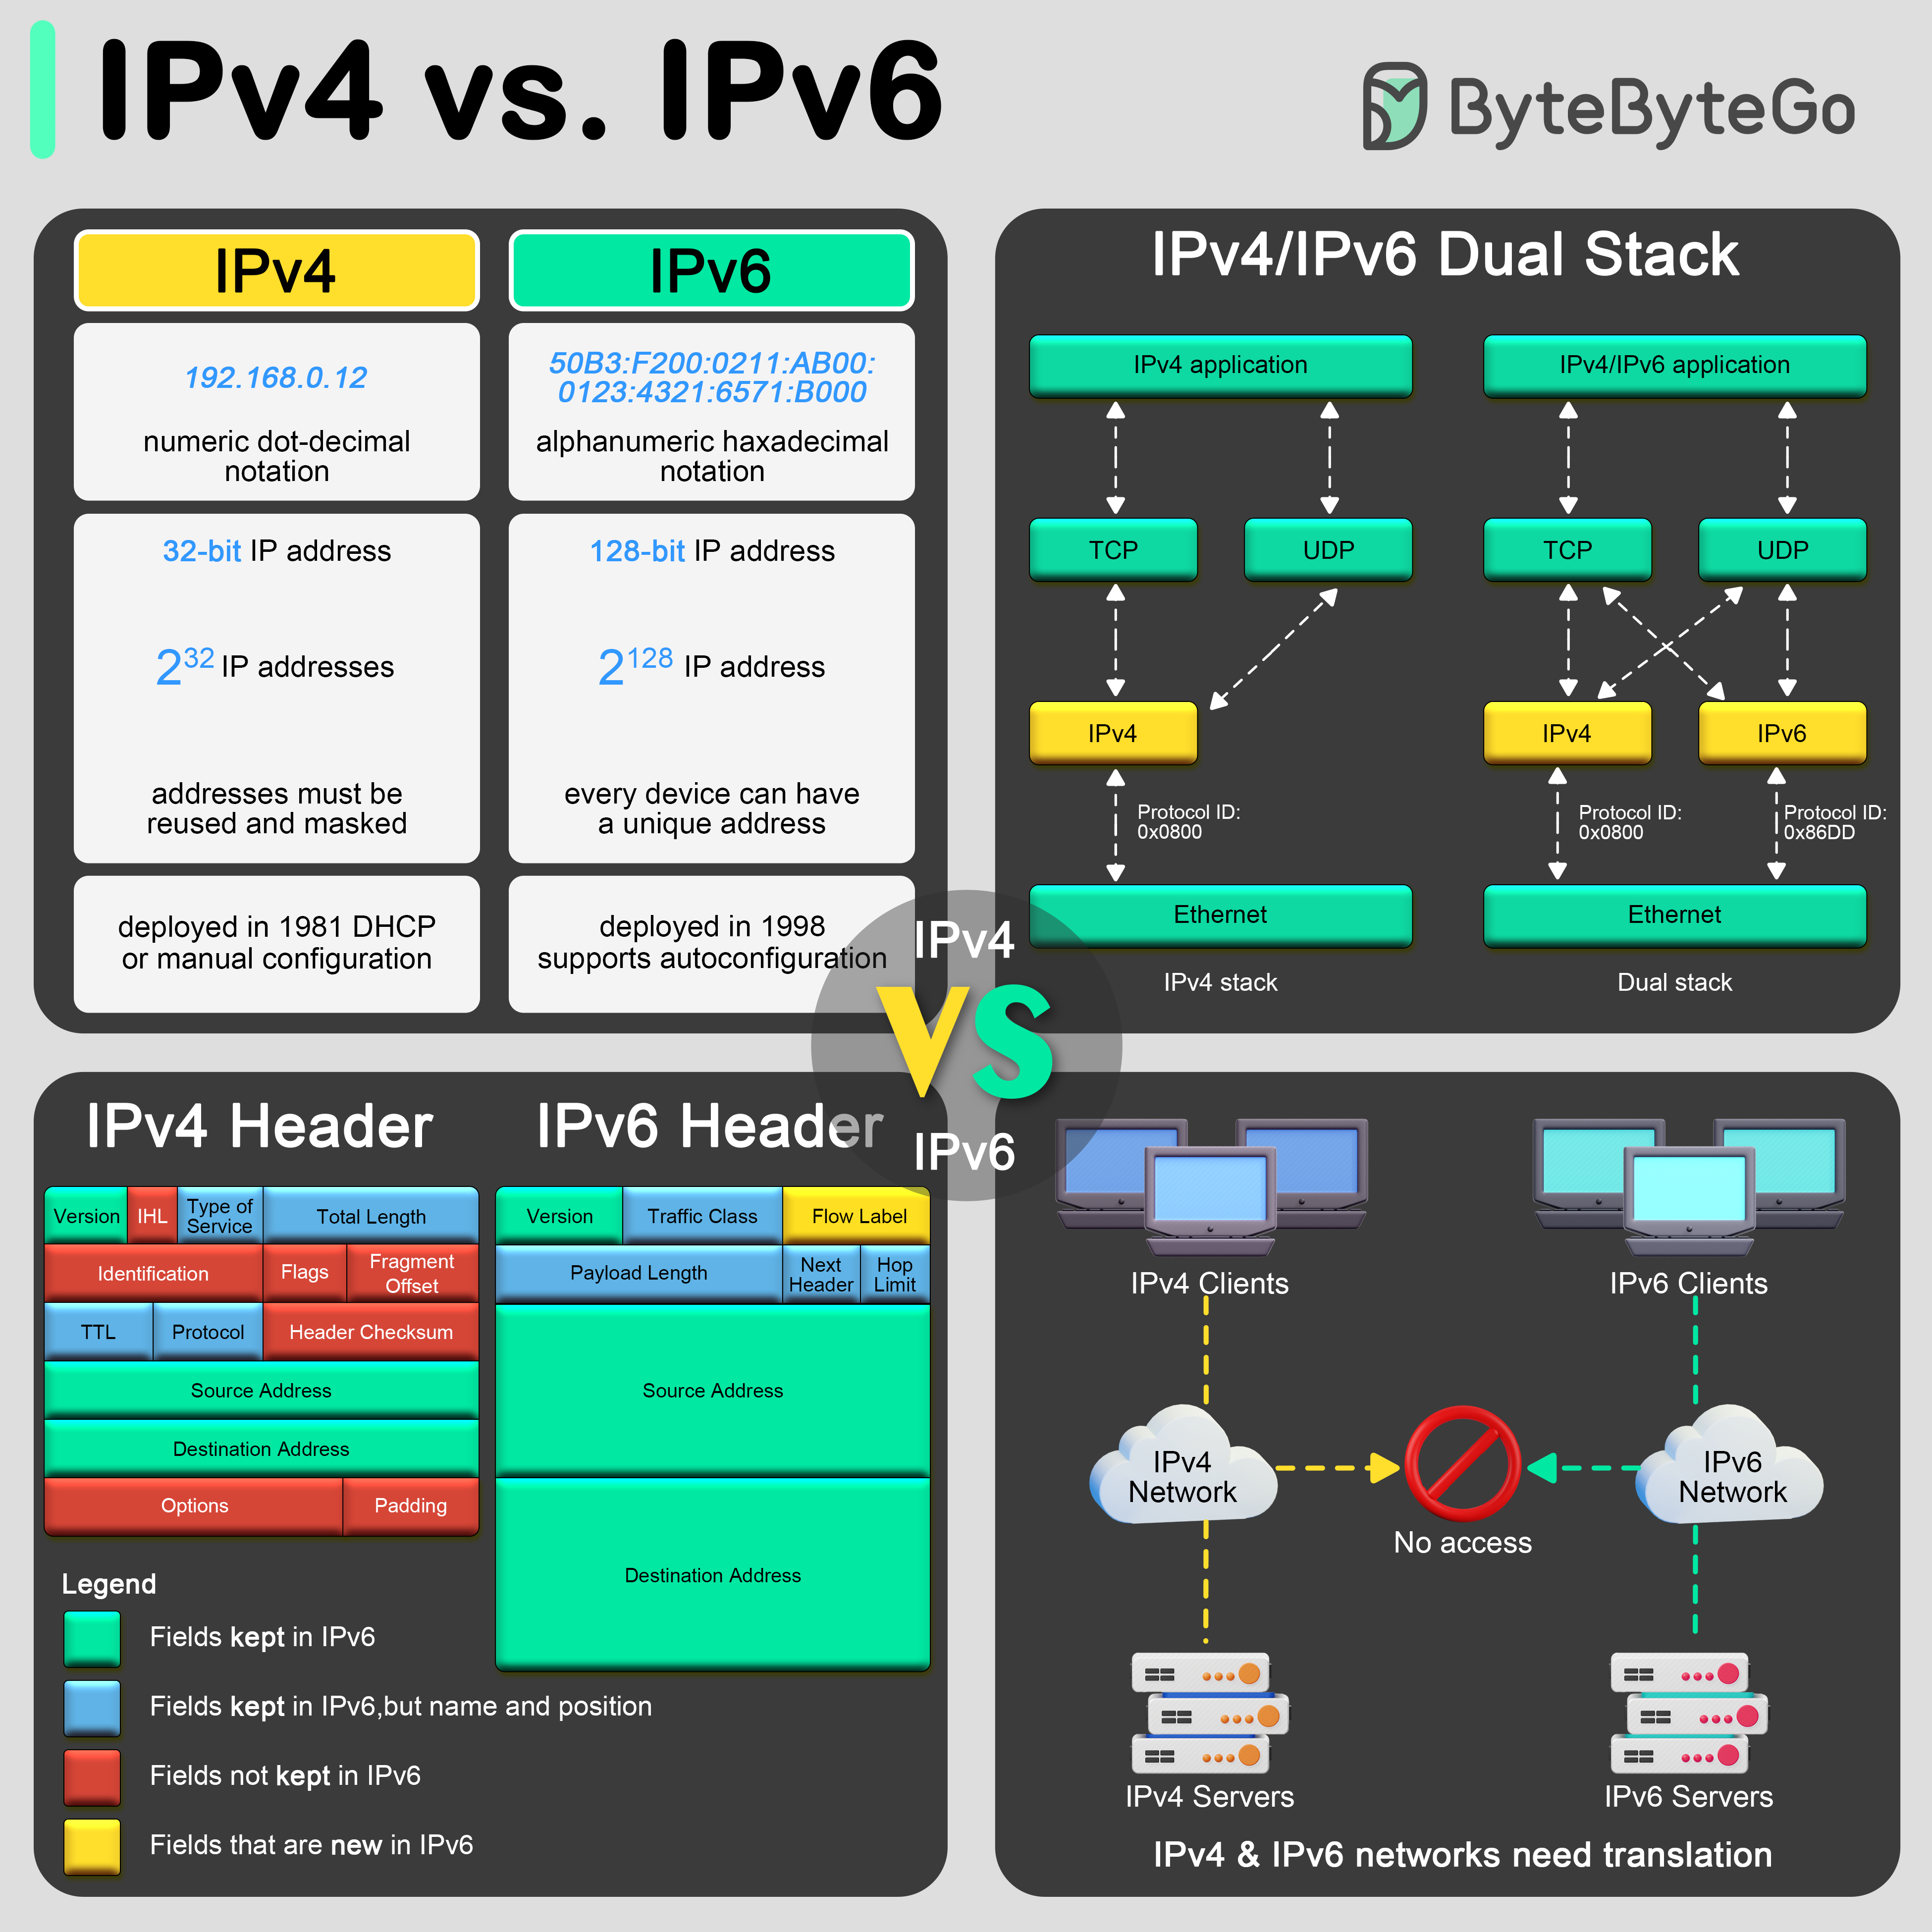 IPv4 vs. IPv6
ByteByteGo
IPv4
IPv6
192.168.0.12
numeric dot-decimal
notation
50B3:F200:0211:AB00:
0123:4321:6571:B000
alphanumeric haxadecimal
notation
32-bit IP address
2^32 IP addresses
addresses must be
reused and masked
128-bit IP address
2^128 IP address
every device can have
a unique address
deployed in 1981 DHCP
or manual configuration
deployed in 1998
supports autoconfiguration
IPv4/IPv6 Dual Stack
IPv4 application
TCP
UDP
IPv4
Protocol ID:
0x0800
Ethernet
IPv4 stack
IPv4/IPv6 application
TCP
UDP
IPv4
IPv6
Protocol ID:
0x0800
Protocol ID:
0x86DD
Ethernet
Dual stack
IPv4
VS
IPv6
IPv4 Header
Version
IHL
Type of
Service
Total Length
Identification
Flags
Fragment
Offset
TTL
Protocol
Header Checksum
Source Address
Destination Address
Options
Padding
IPv6 Header
Version
Traffic Class
Flow Label
Payload Length
Next
Header
Hop
Limit
Source Address
Destination Address
Legend
Fields kept in IPv6
Fields kept in IPv6,but name and position
Fields not kept in IPv6
Fields that are new in IPv6
IPv4 Clients
IPv6 Clients
IPv4
Network
No access
IPv6
Network
IPv4 Servers
IPv6 Servers
IPv4 & IPv6 networks need translation